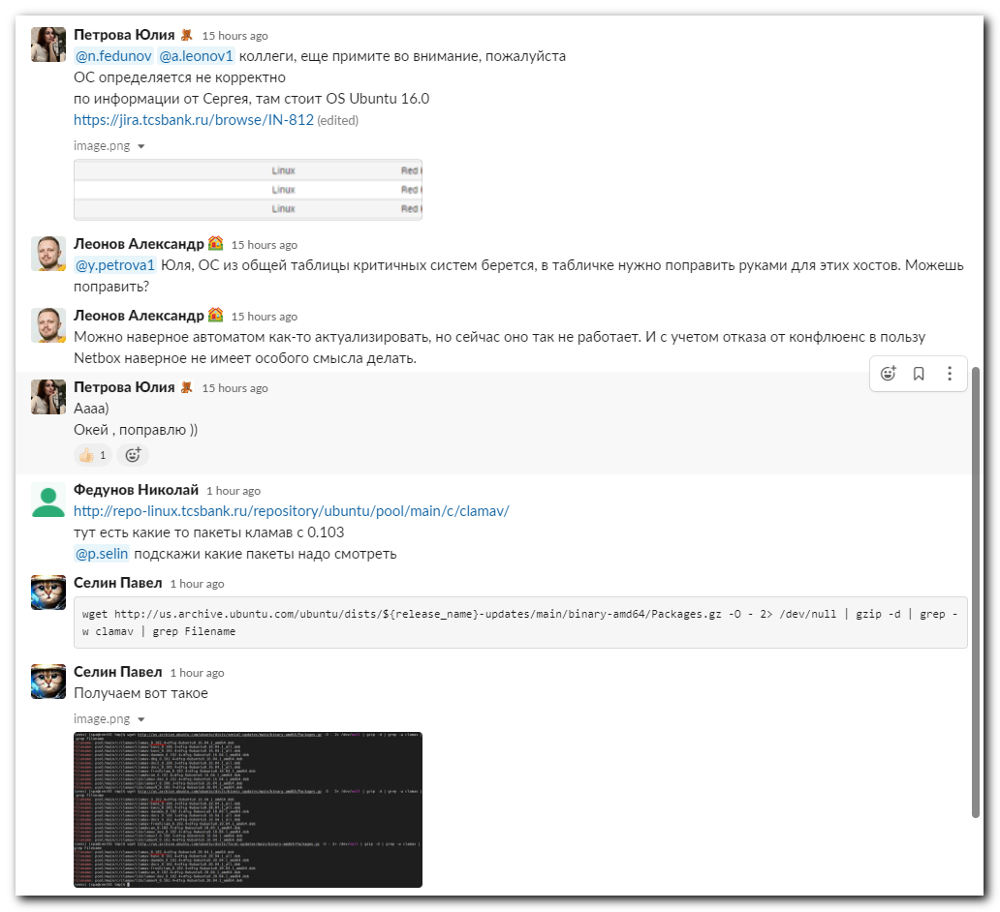 Петрова Юлия 15 hours ago
@n.fedunov @a.leonov1 коллеги, еще примите во внимание, пожалуйста
ОС определяется не корректно
по информации от Сергея, там стоит OS Ubuntu 16.0
https://jira.tcsbank.ru/browse/IN-812 (edited)
image.png
Linux Red
Linux Red
Linux Red
Леонов Александр 15 hours ago
@y.petrova1 Юля, ОС из общей таблицы критичных систем берется, в табличке нужно поправить руками для этих хостов. Можешь
поправить?
Леонов Александр 15 hours ago
Можно наверное автоматом как-то актуализировать, но сейчас оно так не работает. И с учетом отказа от конфлюенс в пользу
Netbox наверное не имеет особого смысла делать.
Петрова Юлия 15 hours ago
Аааа)
Окей , поправлю ))
1
Федунов Николай 1 hour ago
http://repo-linux.tcsbank.ru/repository/ubuntu/pool/main/c/clamav/
тут есть какие то пакеты кламав с 0.103
@p.selin подскажи какие пакеты надо смотреть
Селин Павел 1 hour ago
wget http://us.archive.ubuntu.com/ubuntu/dists/${release_name}-updates/main/binary-amd64/Packages.gz -O - 2> /dev/null | gzip -d | grep -
w clamav | grep Filename
Селин Павел 1 hour ago
Получаем вот такое
image.png